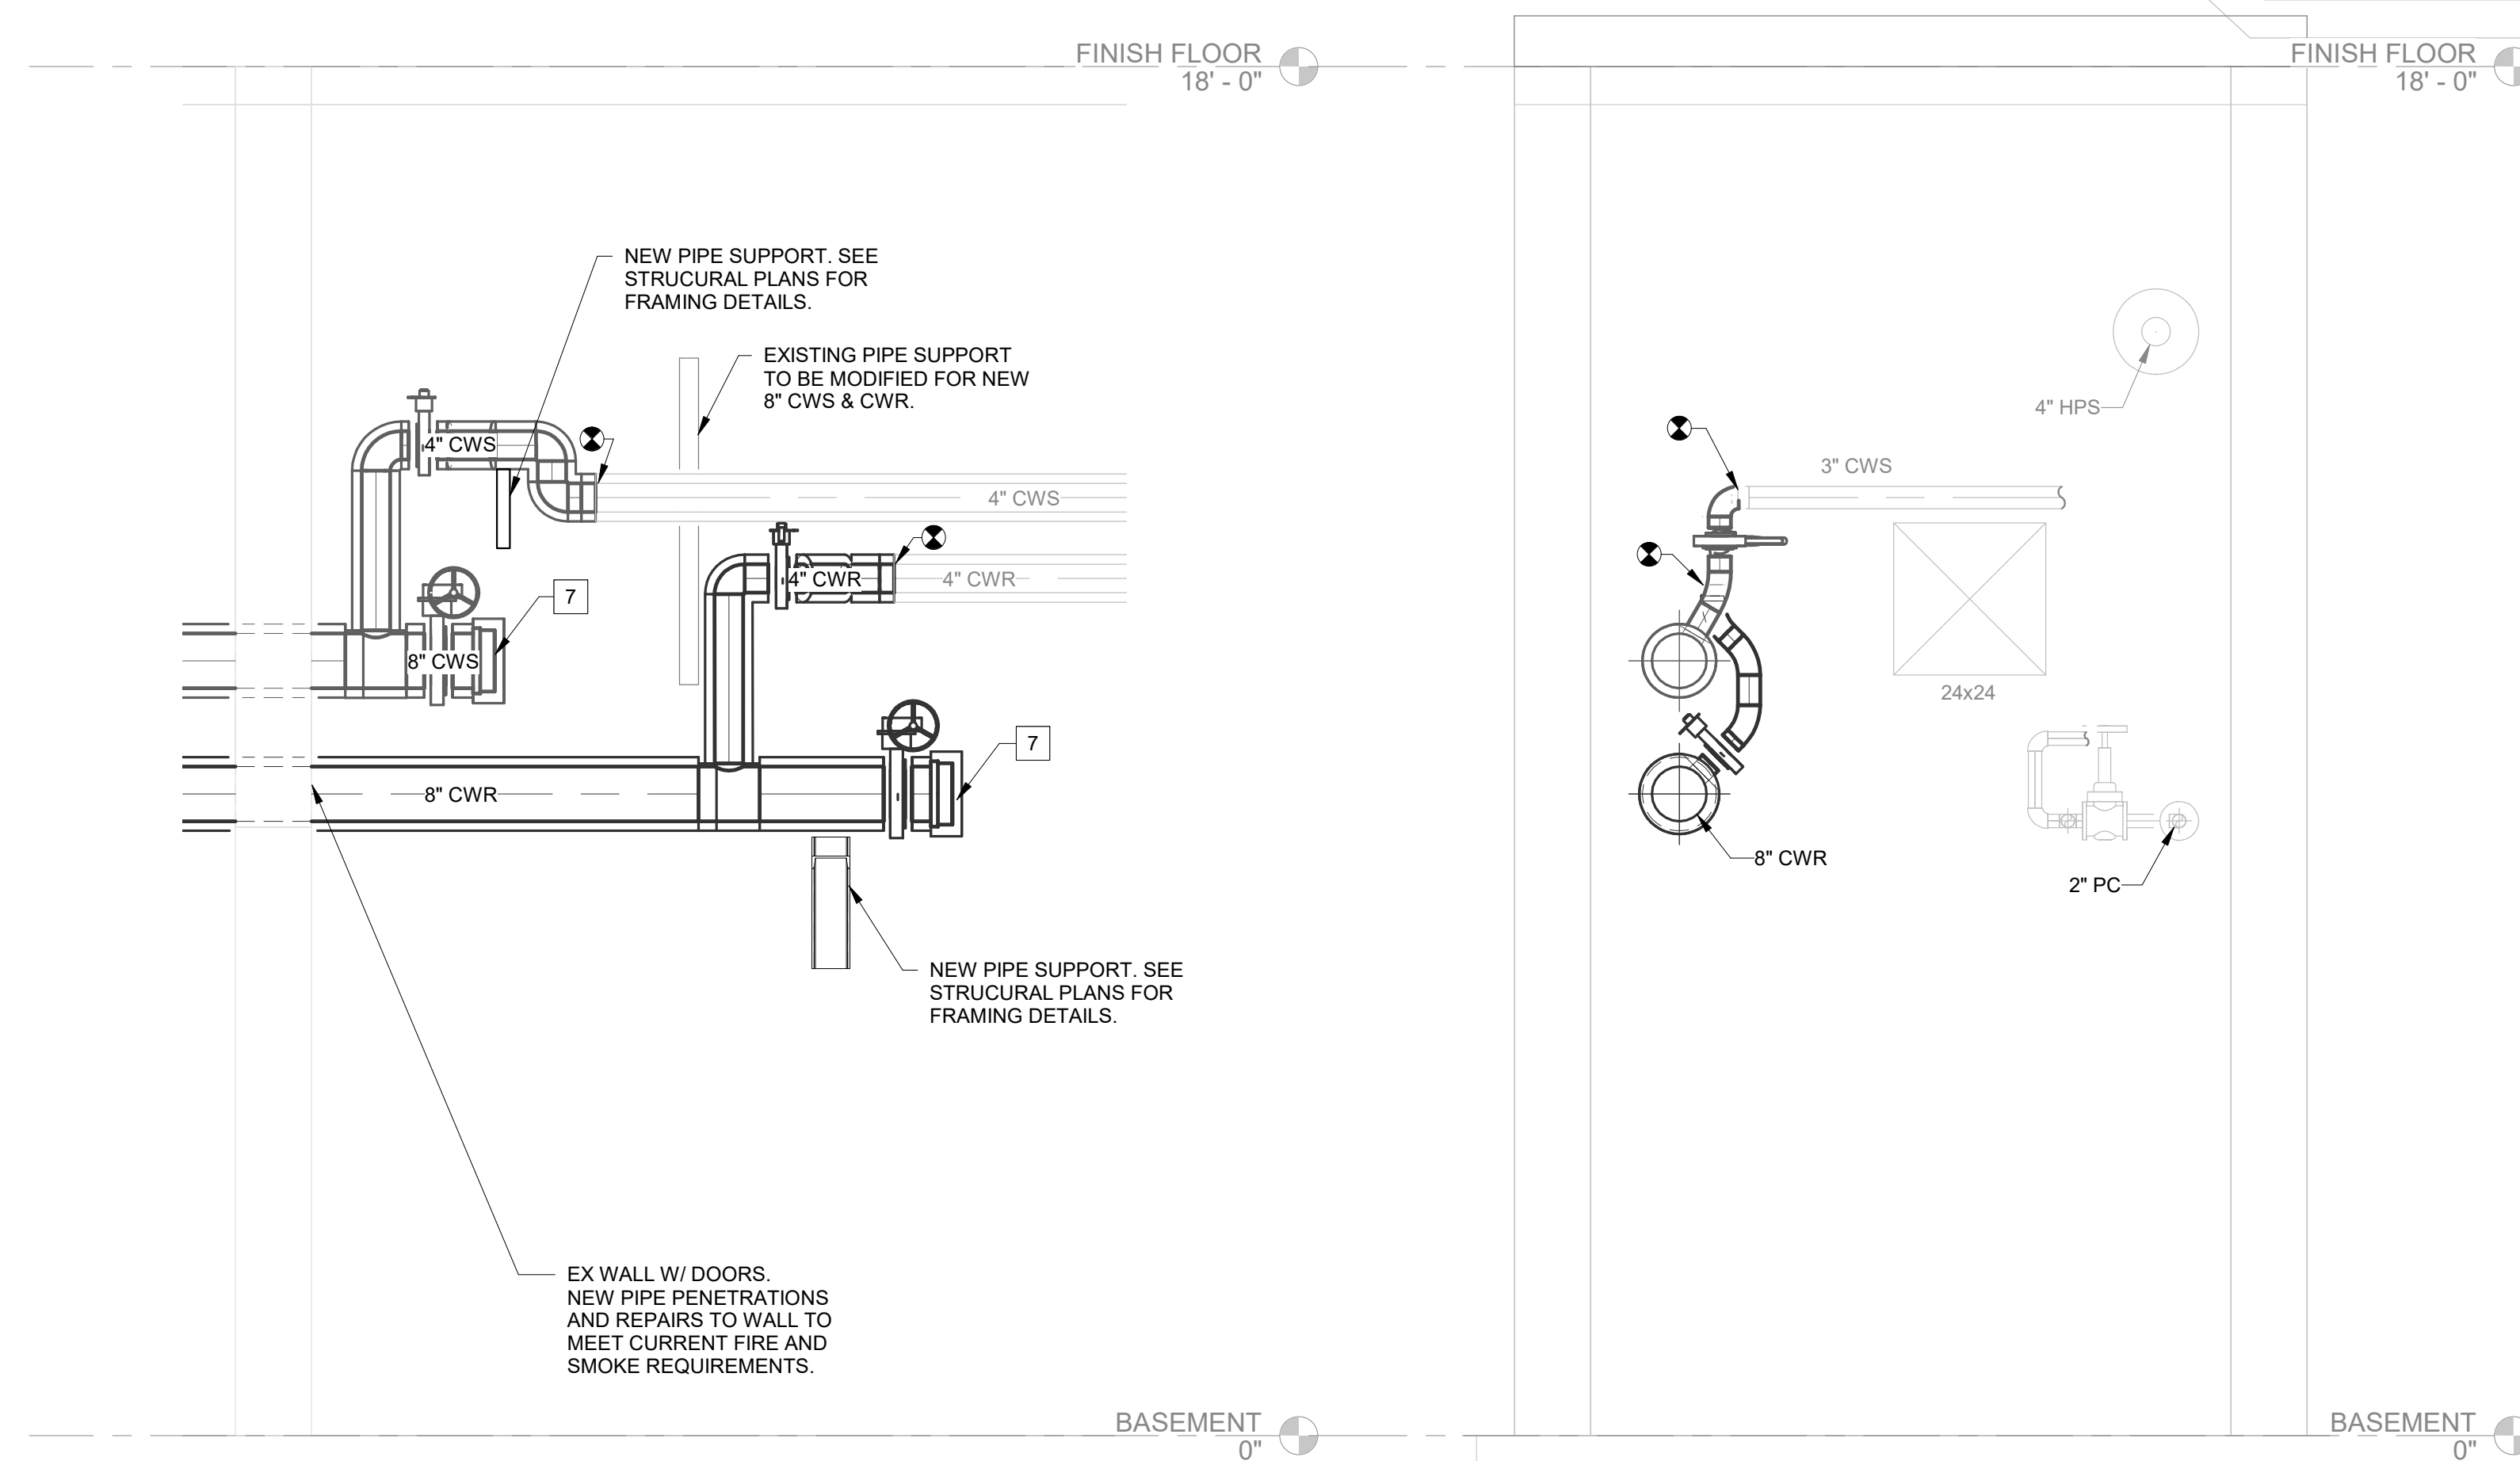 FINISH FLOOR
18' - 0"
FINISH FLOOR
18' - 0"
NEW PIPE SUPPORT. SEE
STRUCURAL PLANS FOR
FRAMING DETAILS.
EXISTING PIPE SUPPORT
TO BE MODIFIED FOR NEW
8" CWS & CWR.
4" CWS
4" CWS
4" CWR
4" CWR
7
8" CWS
7
8" CWR
NEW PIPE SUPPORT. SEE
STRUCURAL PLANS FOR
FRAMING DETAILS.
EX WALL W/ DOORS.
NEW PIPE PENETRATIONS
AND REPAIRS TO WALL TO
MEET CURRENT FIRE AND
SMOKE REQUIREMENTS.
BASEMENT
0"
4" HPS
3" CWS
24x24
8" CWR
2" PC
BASEMENT
0"